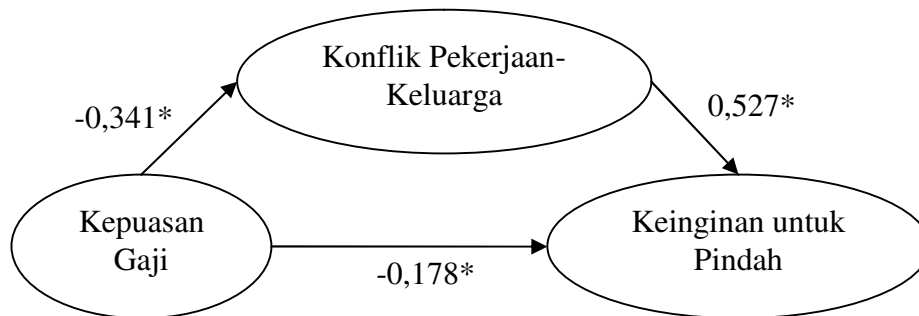 Konflik Pekerjaan-
Keluarga
-0,341*
0,527*
Kepuasan
Gaji
Keinginan untuk
Pindah
-0,178*